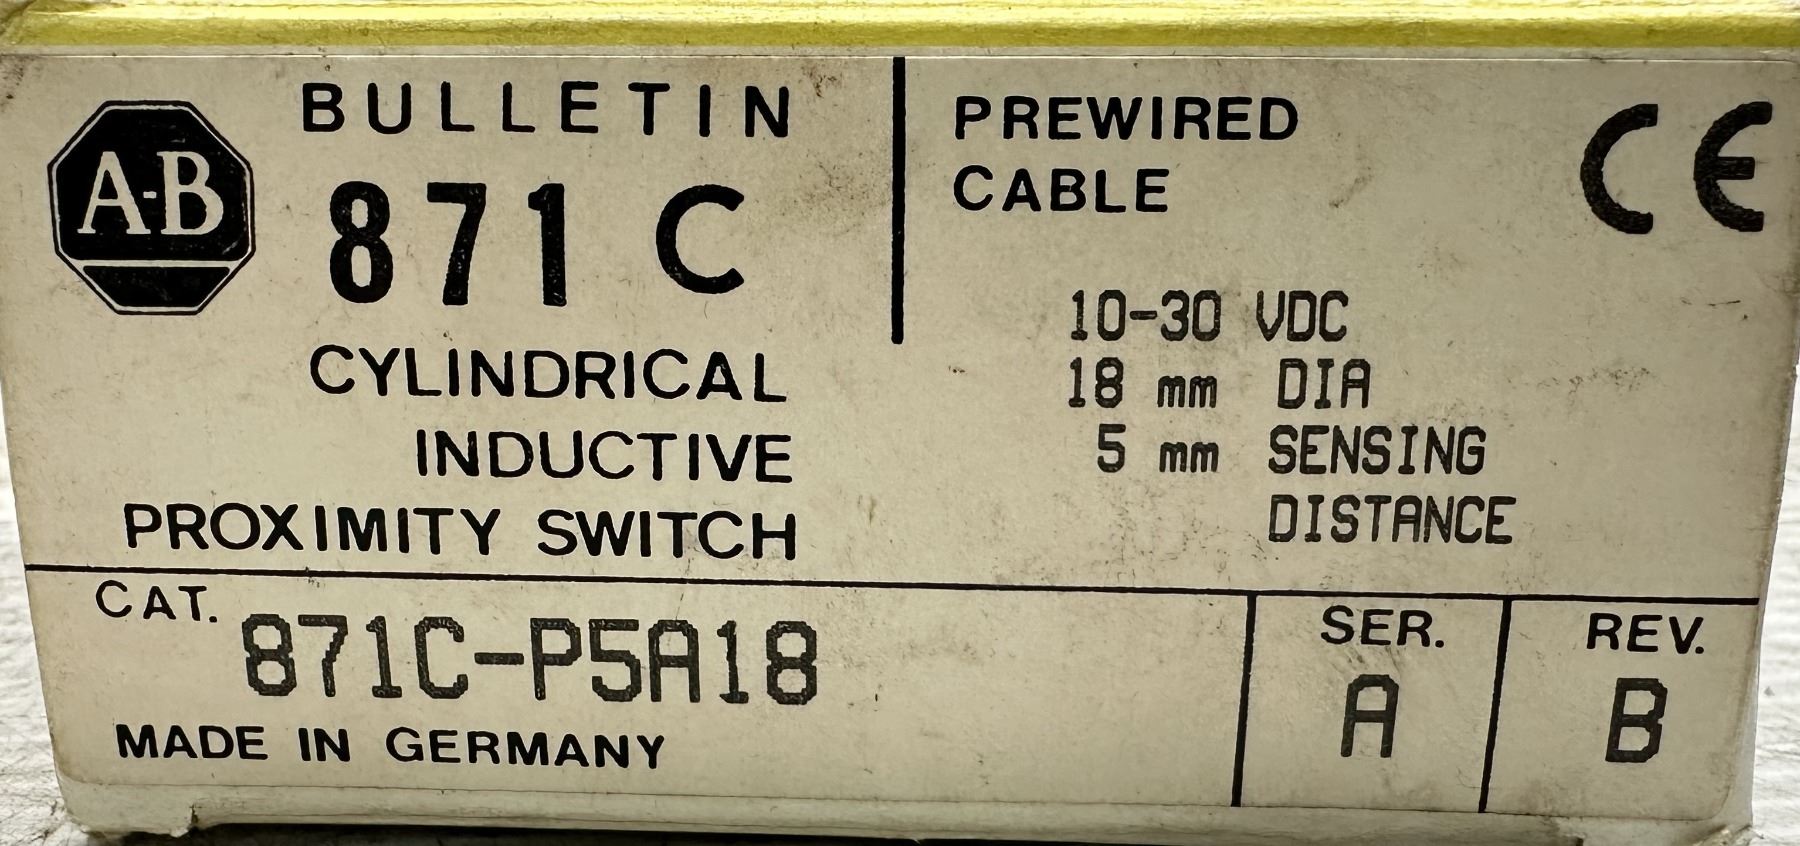 A-B
BULLETIN
871 C
CYLINDRICAL
INDUCTIVE
PROXIMITY SWITCH
PREWIRED
CABLE
CE
10-30 VDC
18 mm DIA
5 mm SENSING
DISTANCE
CAT. 871C-P5A18
MADE IN GERMANY
SER.
A
REV.
B